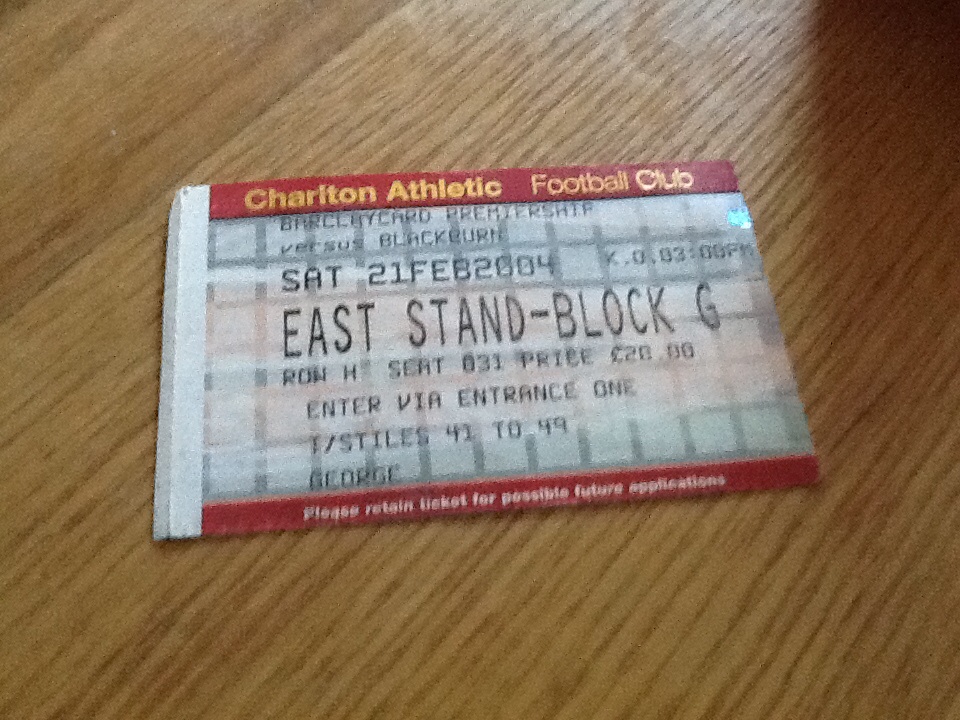 Charlton Athletic Football Club
BARCLAYCARD PREMIERSHIP
versus BLACKBURN
SAT 21FEB2004 K.O.03:00PM
EAST STAND-BLOCK G
ROW H SEAT 031 PRICE £20.00
ENTER VIA ENTRANCE ONE
T/STILES 41 TO 49
GEORGE
Please retain ticket for possible future applications